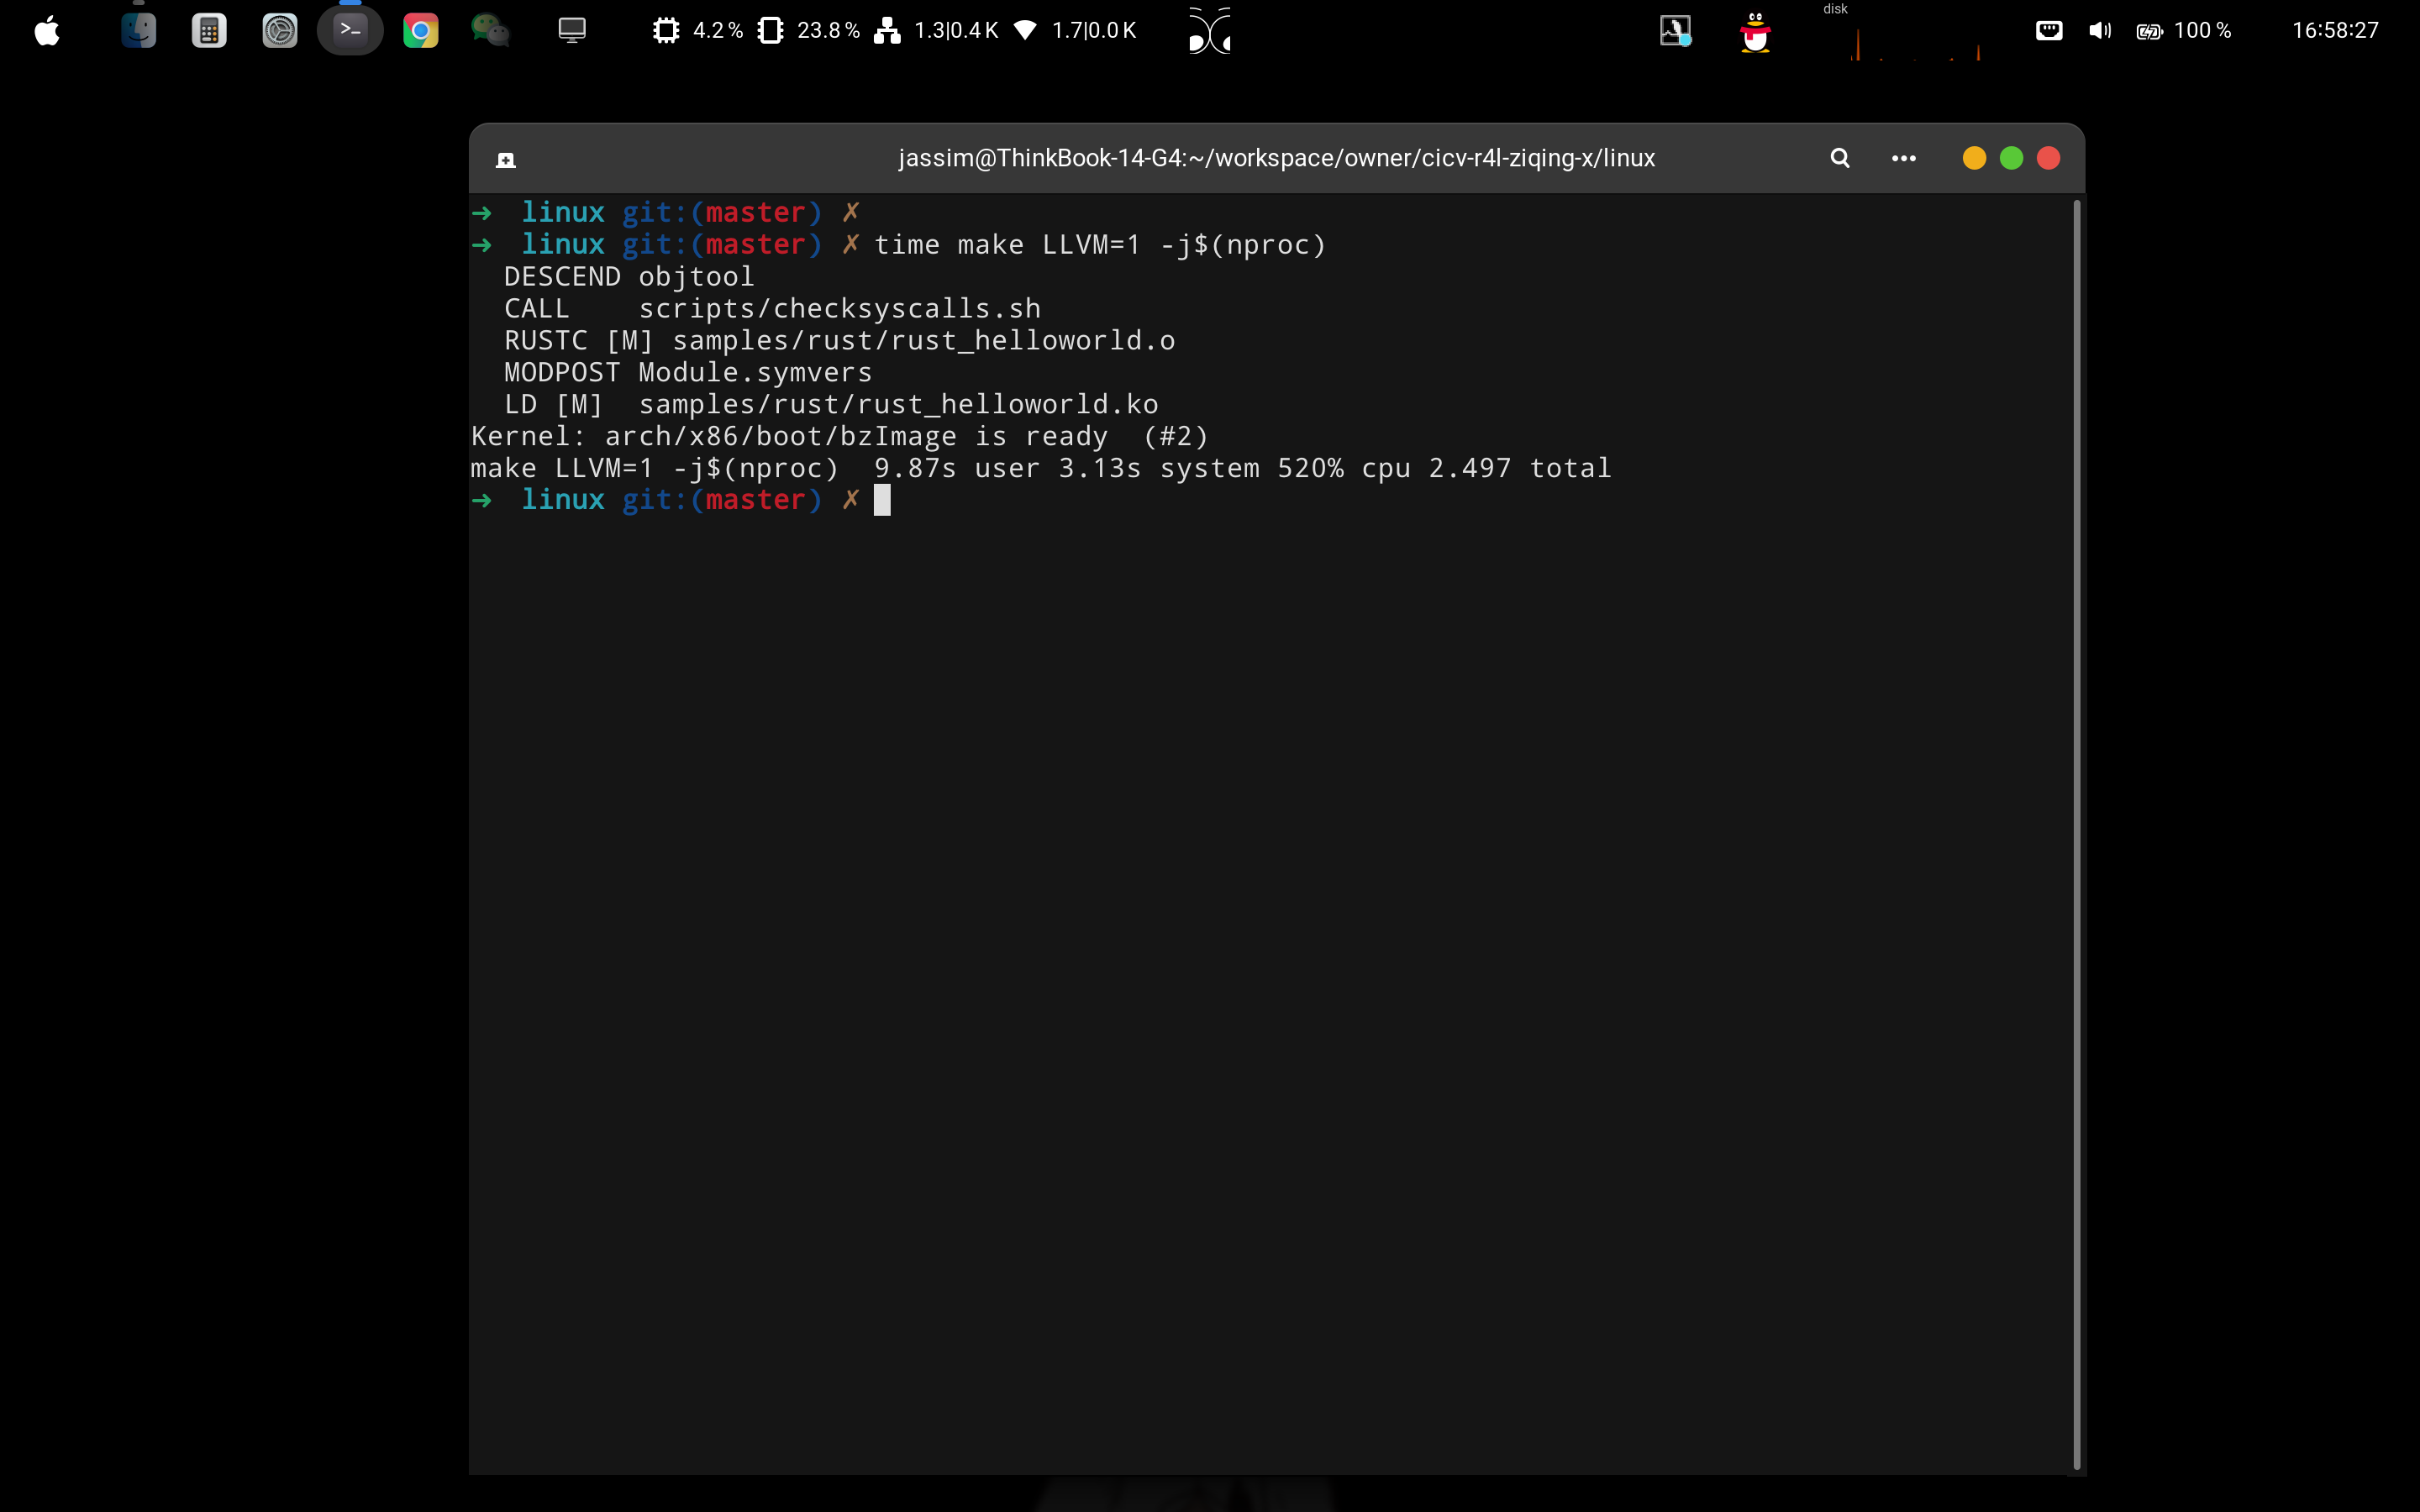 4.2 % 23.8 % 1.3|0.4 K 1.7|0.0 K disk 100 % 16:58:27
jassim@ThinkBook-14-G4:~/workspace/owner/cicv-r4l-ziqing-x/linux
➜  linux git:(master) ✗
➜  linux git:(master) ✗ time make LLVM=1 -j$(nproc)
  DESCEND objtool
  CALL    scripts/checksyscalls.sh
  RUSTC [M] samples/rust/rust_helloworld.o
  MODPOST Module.symvers
  LD [M]  samples/rust/rust_helloworld.ko
Kernel: arch/x86/boot/bzImage is ready  (#2)
make LLVM=1 -j$(nproc)  9.87s user 3.13s system 520% cpu 2.497 total
➜  linux git:(master) ✗